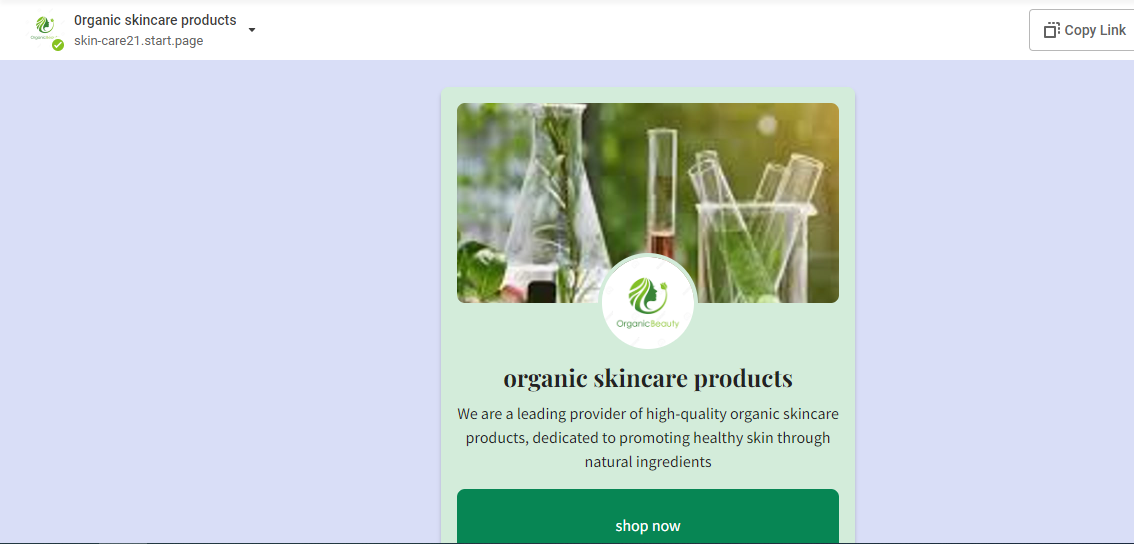 0rganic skincare products
skin-care21.start.page
Copy Link
OrganicBeauty
organic skincare products
We are a leading provider of high-quality organic skincare
products, dedicated to promoting healthy skin through
natural ingredients
shop now